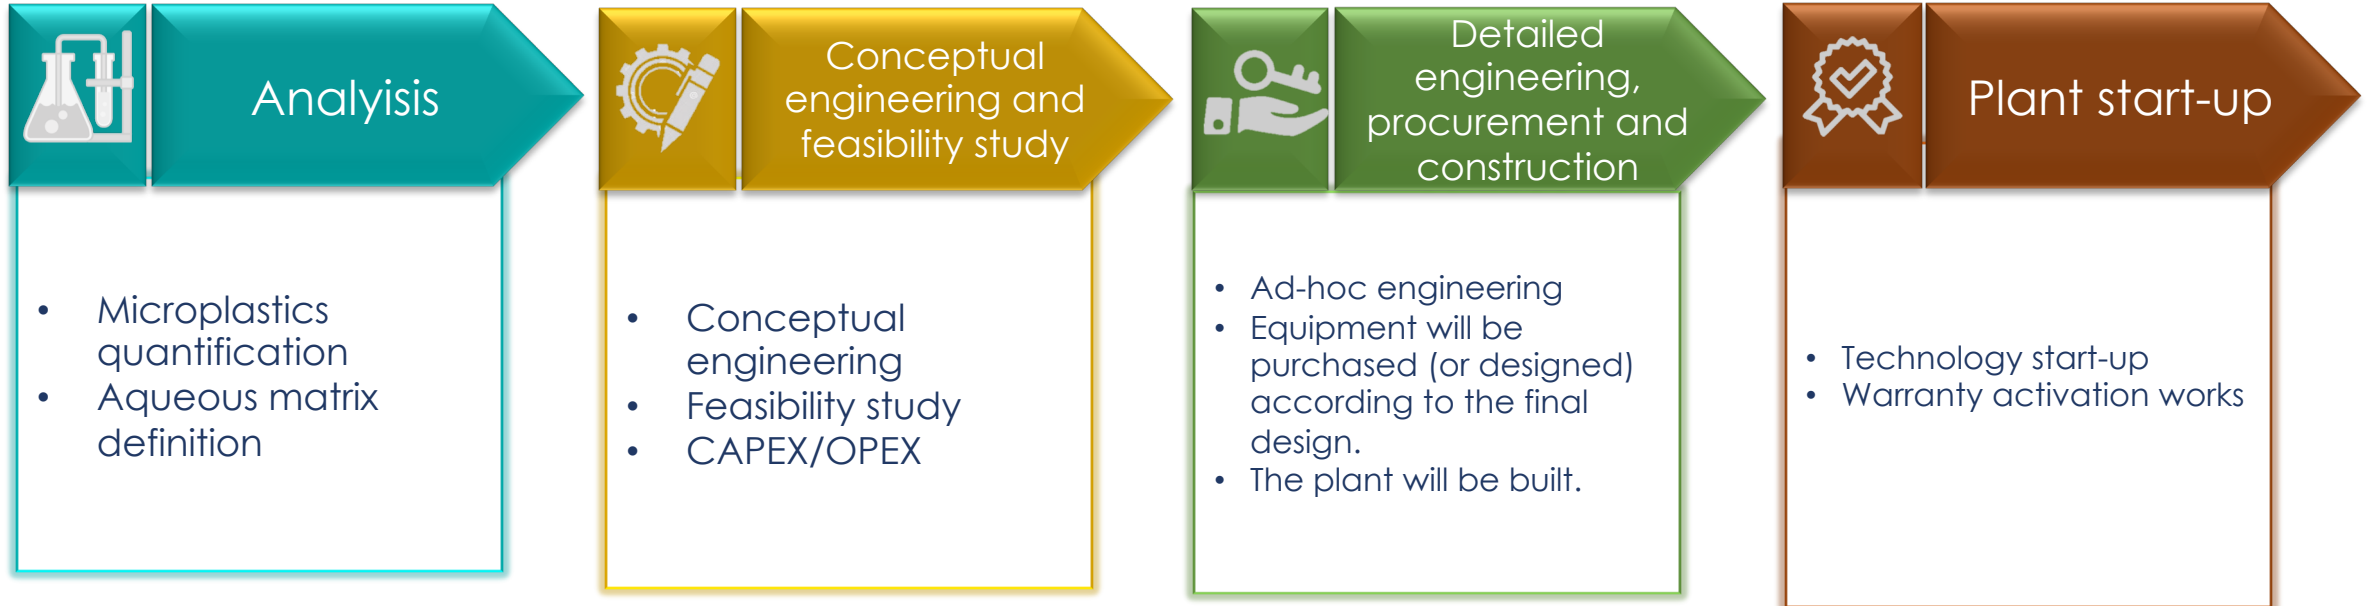 Analyisis
• Microplastics
quantification
• Aqueous matrix
definition
Conceptual
engineering and
feasibility study
• Conceptual
engineering
• Feasibility study
• CAPEX/OPEX
Detailed
engineering,
procurement and
construction
• Ad-hoc engineering
• Equipment will be
purchased (or designed)
according to the final
design.
• The plant will be built.
Plant start-up
• Technology start-up
• Warranty activation works